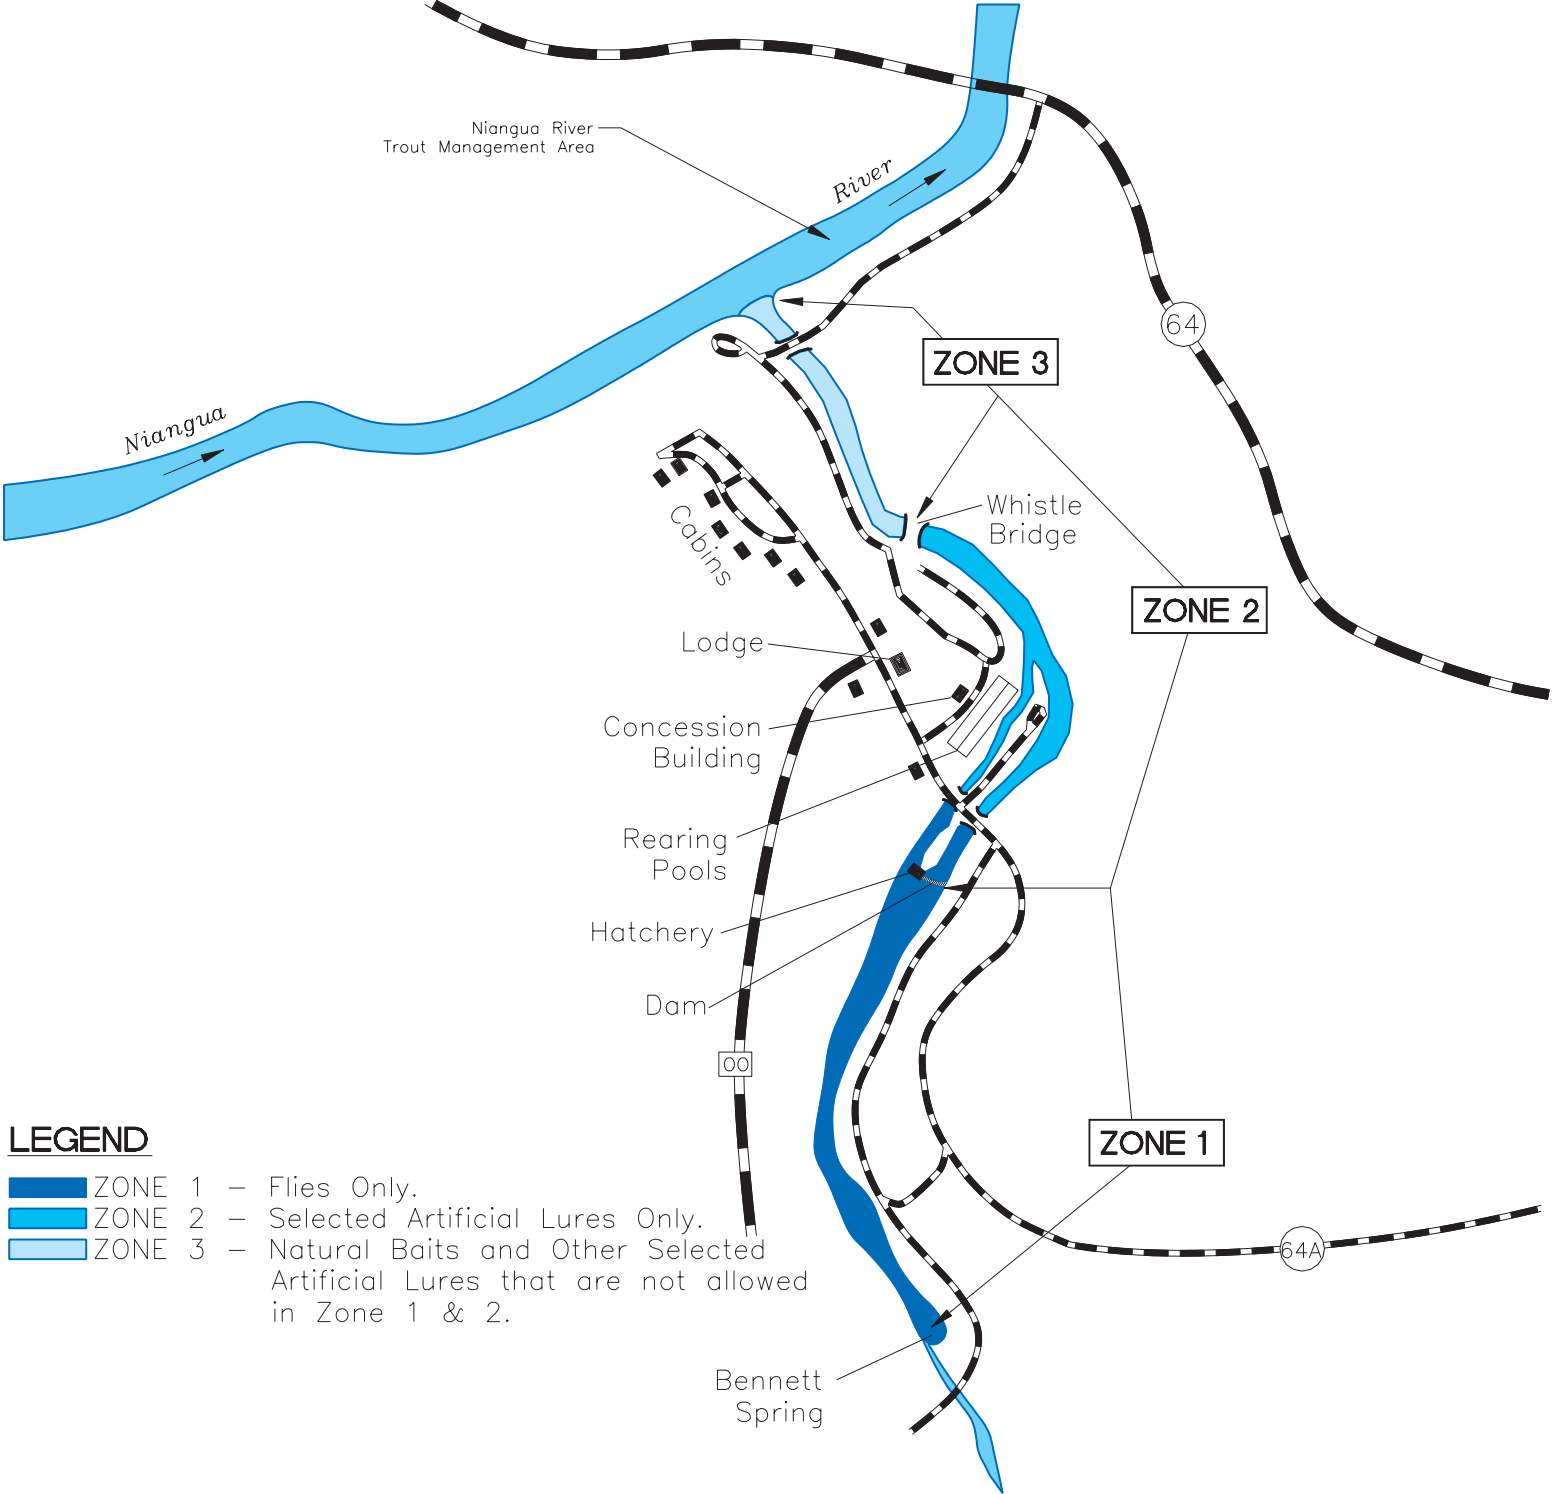 Niangua River
Trout Management Area
River
64
ZONE 3
Niangua
Whistle
Bridge
Cabins
ZONE 2
Lodge
Concession
Building
Rearing
Pools
Hatchery
Dam
00
ZONE 1
LEGEND
ZONE 1 – Flies Only.
ZONE 2 – Selected Artificial Lures Only.
ZONE 3 – Natural Baits and Other Selected
Artificial Lures that are not allowed
in Zone 1 & 2.
64A
Bennett
Spring